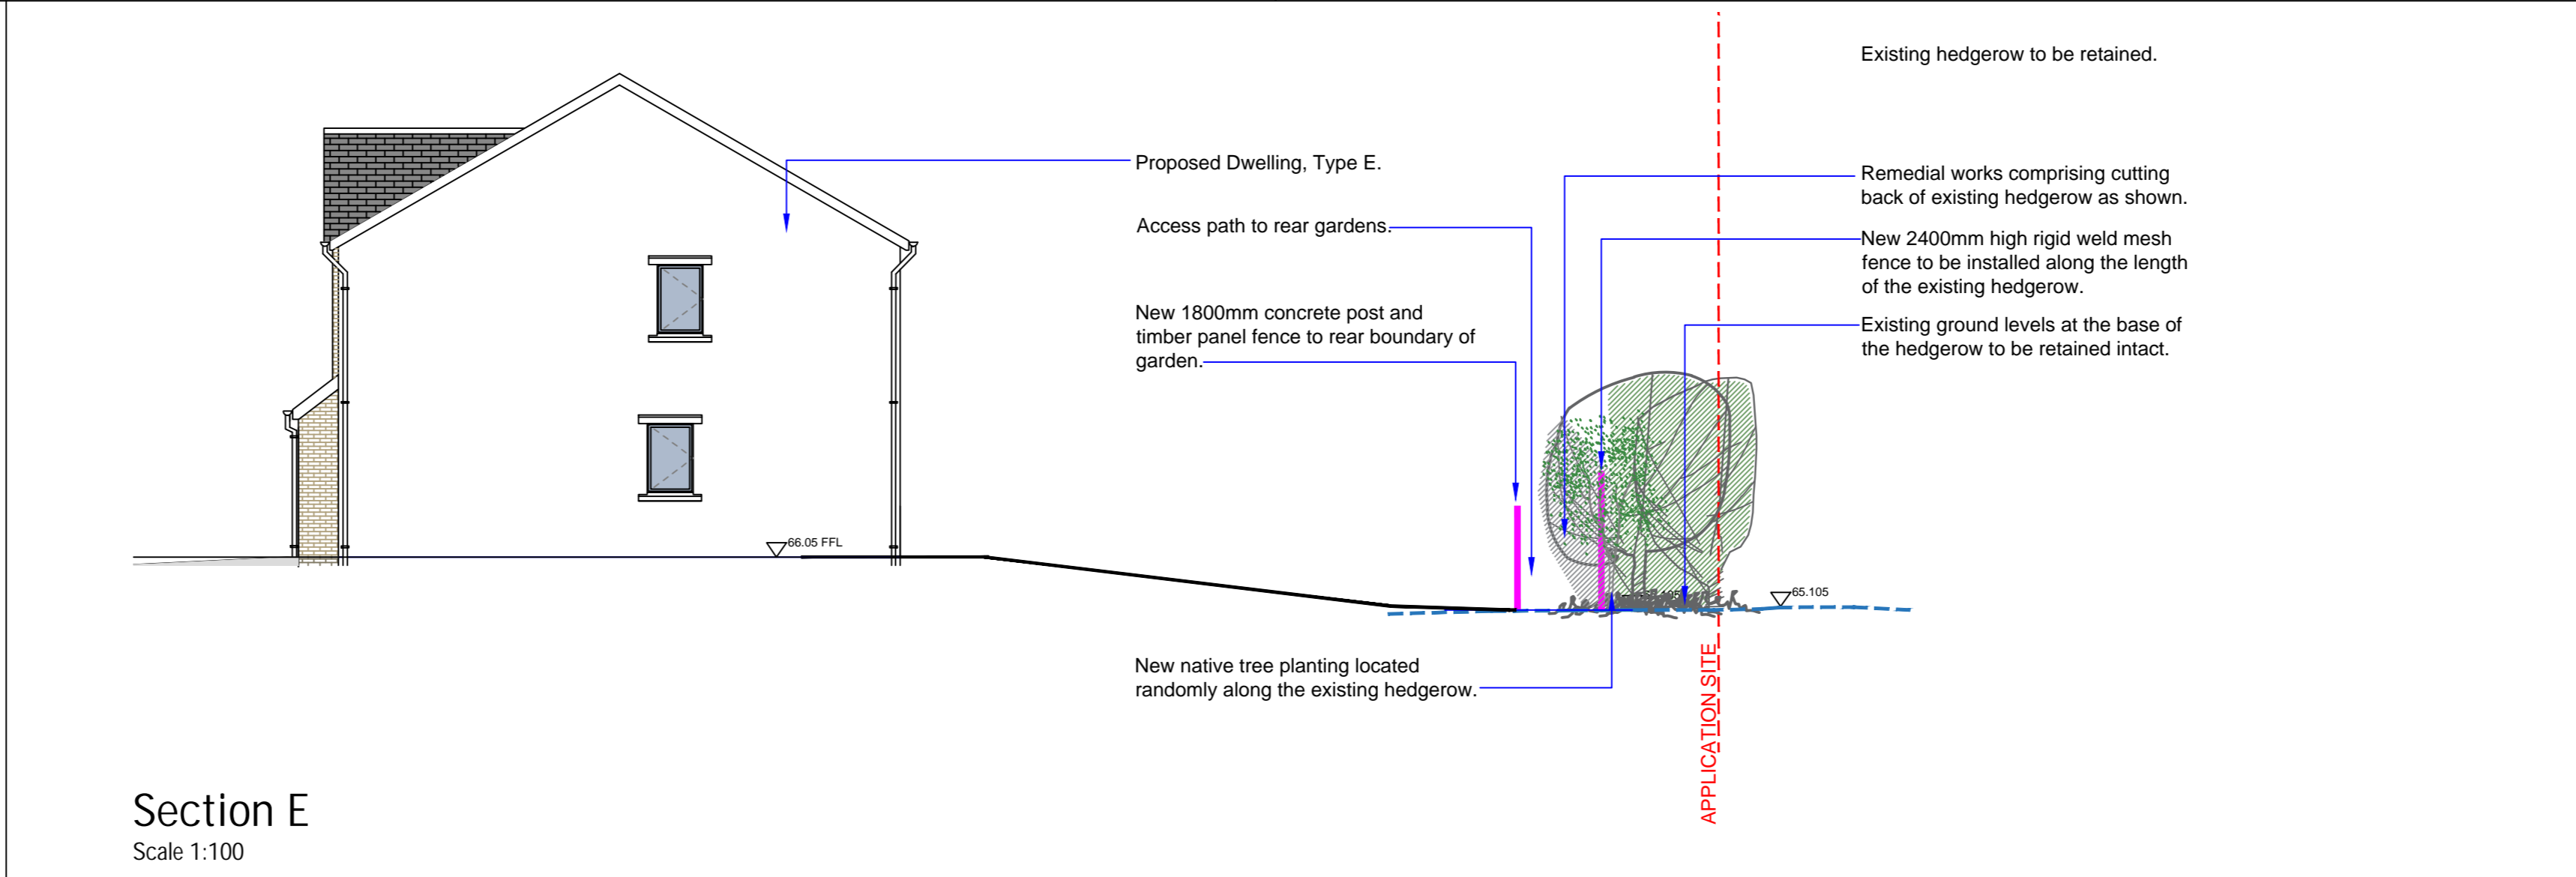 Existing hedgerow to be retained.
Proposed Dwelling, Type E.
Remedial works comprising cutting
back of existing hedgerow as shown.
Access path to rear gardens.
New 2400mm high rigid weld mesh
fence to be installed along the length
of the existing hedgerow.
New 1800mm concrete post and
timber panel fence to rear boundary of
garden.
Existing ground levels at the base of
the hedgerow to be retained intact.
66.05 FFL
65.105
New native tree planting located
randomly along the existing hedgerow.
APPLICATION SITE
Section E
Scale 1:100